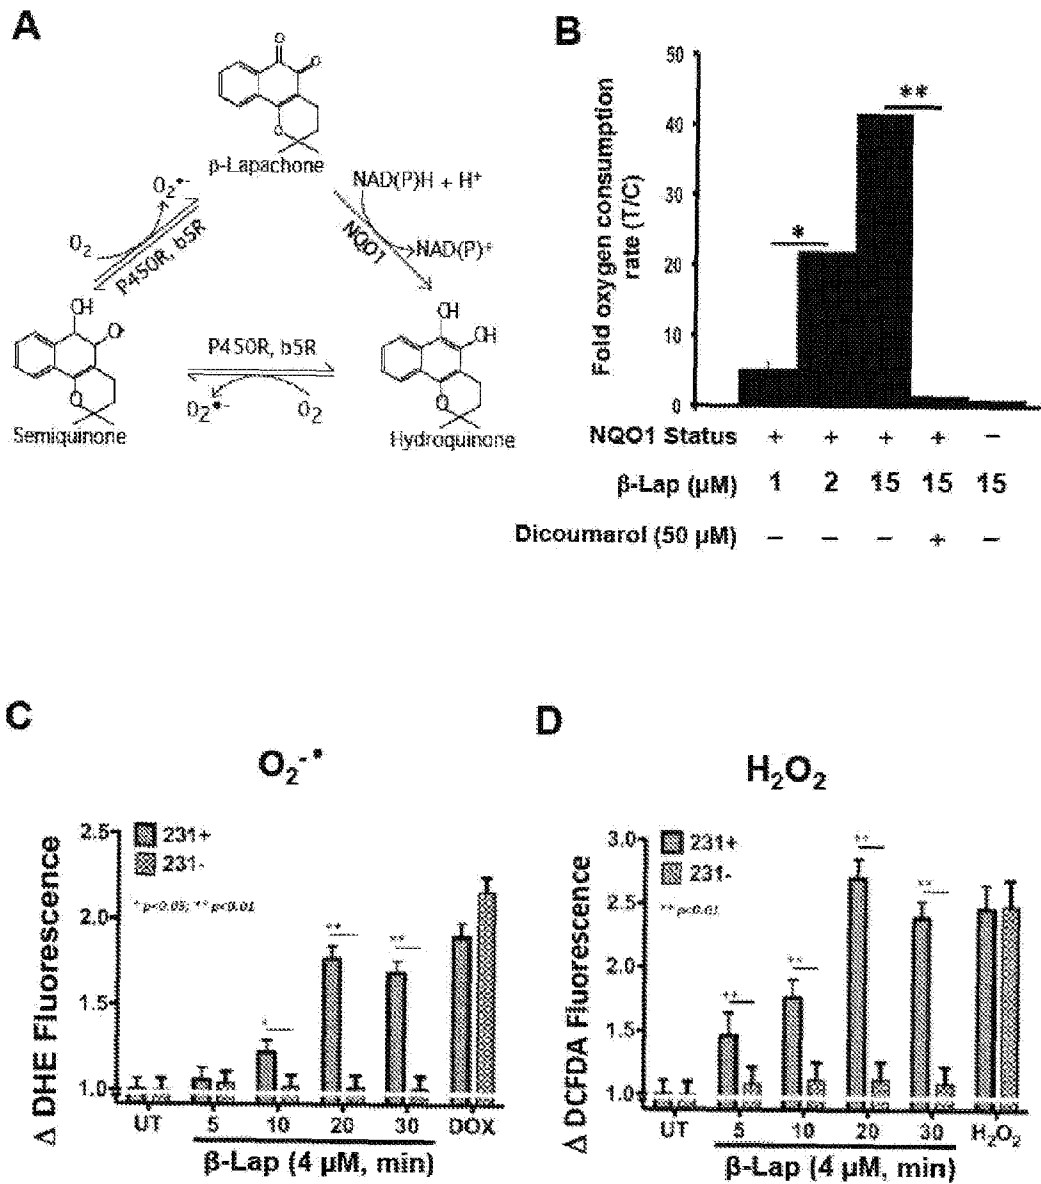 A
O
O
O
β-Lapachone
O2•-
NAD(P)H + H+
O2
P450R, b5R
NQO1
NAD(P)+
OH
O•
O
Semiquinone
P450R, b5R
O2•-
O2
OH
OH
O
Hydroquinone
B
Fold oxygen consumption
rate (T/C)
50
40
30
20
10
0
*
**
NQO1 Status + + + + –
β-Lap (µM) 1 2 15 15 15
Dicoumarol (50 µM) – – – + –
C
O2-•
Δ DHE Fluorescence
2.5
2.0
1.5
1.0
231+
231-
* p<0.05; ** p<0.01
*
**
**
UT 5 10 20 30 DOX
β-Lap (4 µM, min)
D
H2O2
Δ DCFDA Fluorescence
3.0
2.5
2.0
1.5
1.0
231+
231-
** p<0.01
**
**
**
**
UT 5 10 20 30 H2O2
β-Lap (4 µM, min)